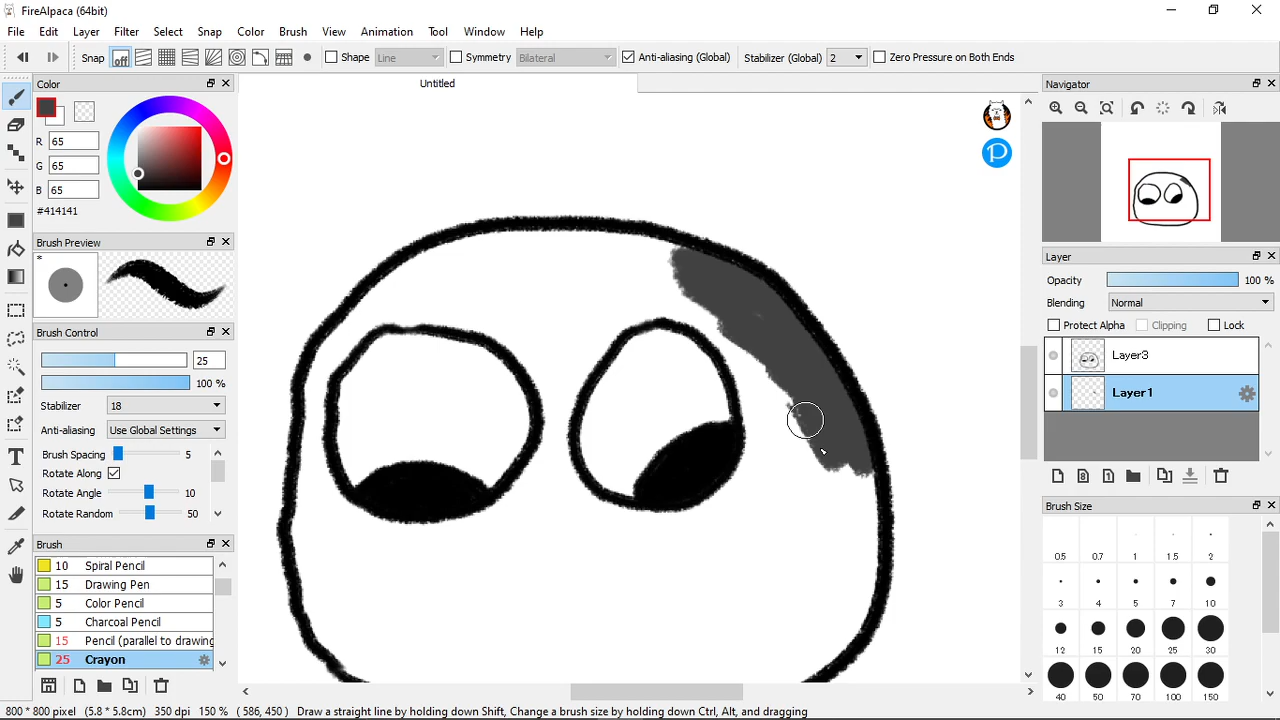 FireAlpaca (64bit)
File Edit Layer Filter Select Snap Color Brush View Animation Tool Window Help
Snap off Shape Line Symmetry Bilateral Anti-aliasing (Global) Stabilizer (Global) 2 Zero Pressure on Both Ends
Color
R 65
G 65
B 65
#414141
Brush Preview
*
Brush Control
25
100 %
Stabilizer 18
Anti-aliasing Use Global Settings
Brush Spacing 5
Rotate Along
Rotate Angle 10
Rotate Random 50
Brush
10 Spiral Pencil
15 Drawing Pen
5 Color Pencil
5 Charcoal Pencil
15 Pencil (parallel to drawing
25 Crayon
Untitled
P
Navigator
Layer
Opacity 100 %
Blending Normal
Protect Alpha Clipping Lock
Layer3
Layer1
Brush Size
0.5 0.7 1 1.5 2
3 4 5 7 10
12 15 20 25 30
40 50 70 100 150
800 * 800 pixel (5.8 * 5.8cm) 350 dpi 150 % ( 586, 450 ) Draw a straight line by holding down Shift, Change a brush size by holding down Ctrl, Alt, and dragging